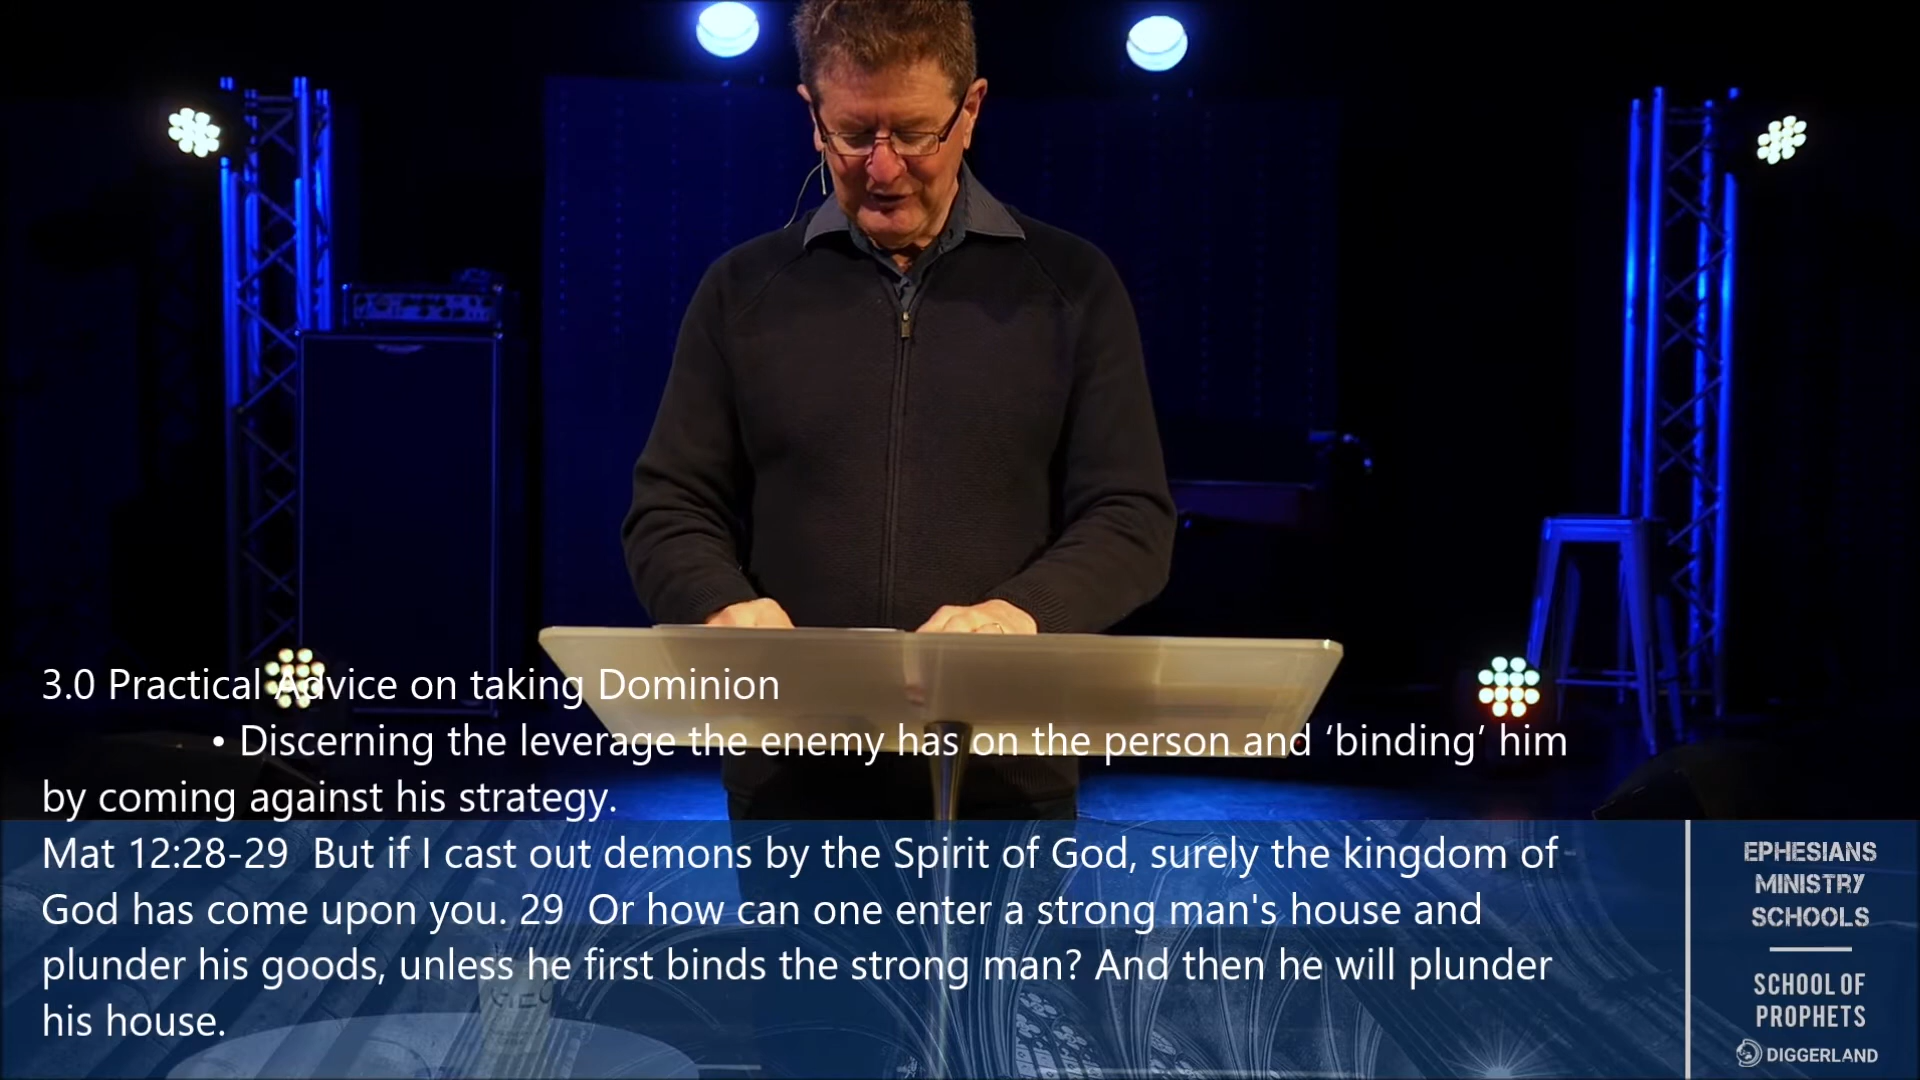 3.0 Practical Advice on taking Dominion
• Discerning the leverage the enemy has on the person and ‘binding’ him
by coming against his strategy.
Mat 12:28-29  But if I cast out demons by the Spirit of God, surely the kingdom of
God has come upon you. 29  Or how can one enter a strong man's house and
plunder his goods, unless he first binds the strong man? And then he will plunder
his house.
EPHESIANS
MINISTRY
SCHOOLS
SCHOOL OF
PROPHETS
DIGGERLAND